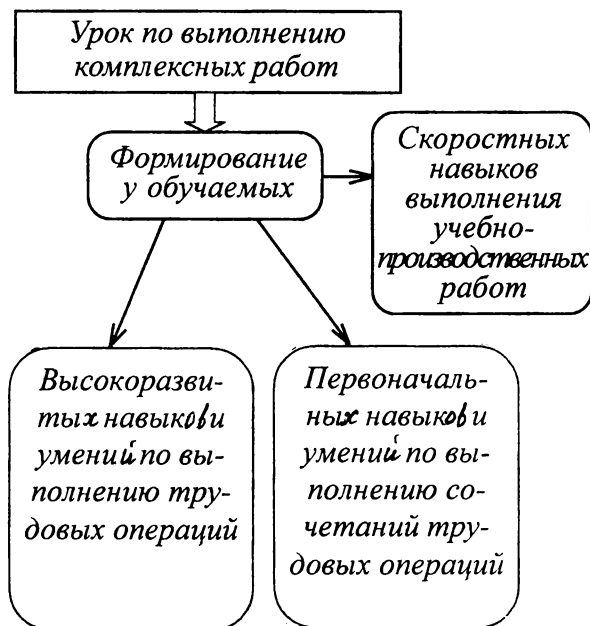 Урок по выполнению
комплексных работ
Формирование
у обучаемых
Скоростных
навыков
выполнения
учебно-
производственных
работ
Высокоразви-
тых навыков и
умений по вы-
полнению тру-
довых операций
Первоначаль-
ных навыков и
умений по вы-
полнению со-
четаний тру-
довых операций